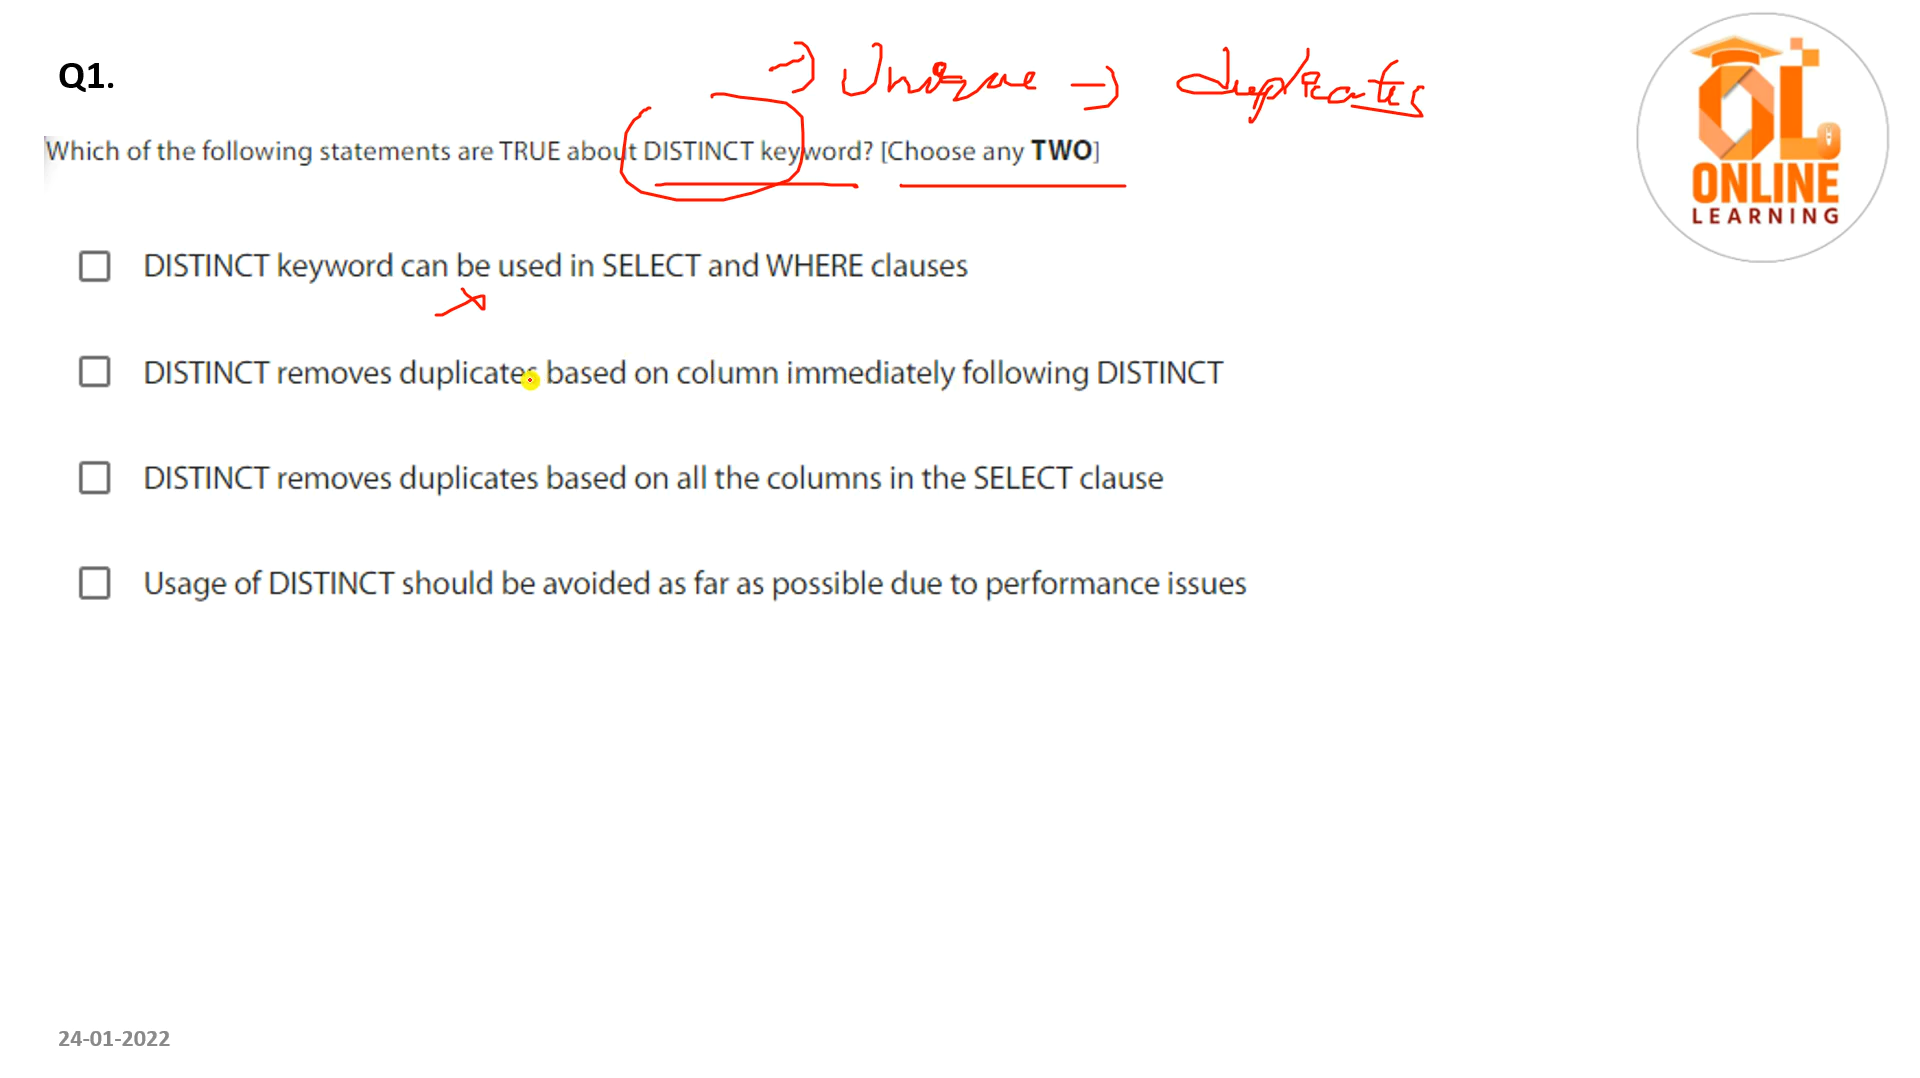 Q1.
⇒ Unique ⇒ duplicates
Which of the following statements are TRUE about DISTINCT keyword? [Choose any TWO]
DISTINCT keyword can be used in SELECT and WHERE clauses
DISTINCT removes duplicates based on column immediately following DISTINCT
DISTINCT removes duplicates based on all the columns in the SELECT clause
Usage of DISTINCT should be avoided as far as possible due to performance issues
OL
ONLINE
LEARNING
24-01-2022